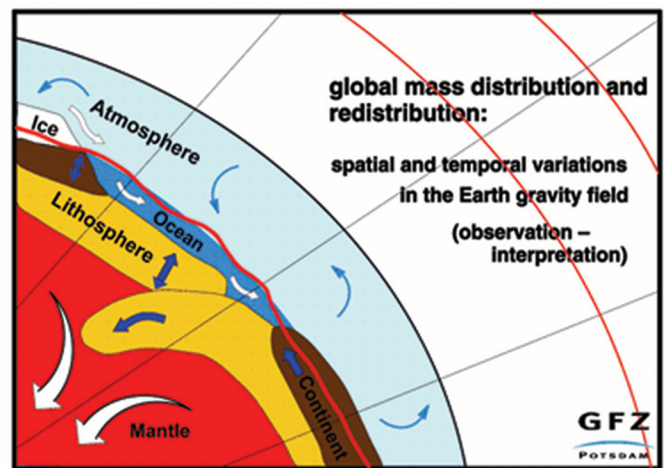 global mass distribution and
redistribution:
spatial and temporal variations
in the Earth gravity field
(observation –
interpretation)
Atmosphere
Ice
Ocean
Lithosphere
Continent
Mantle
GFZ
POTSDAM